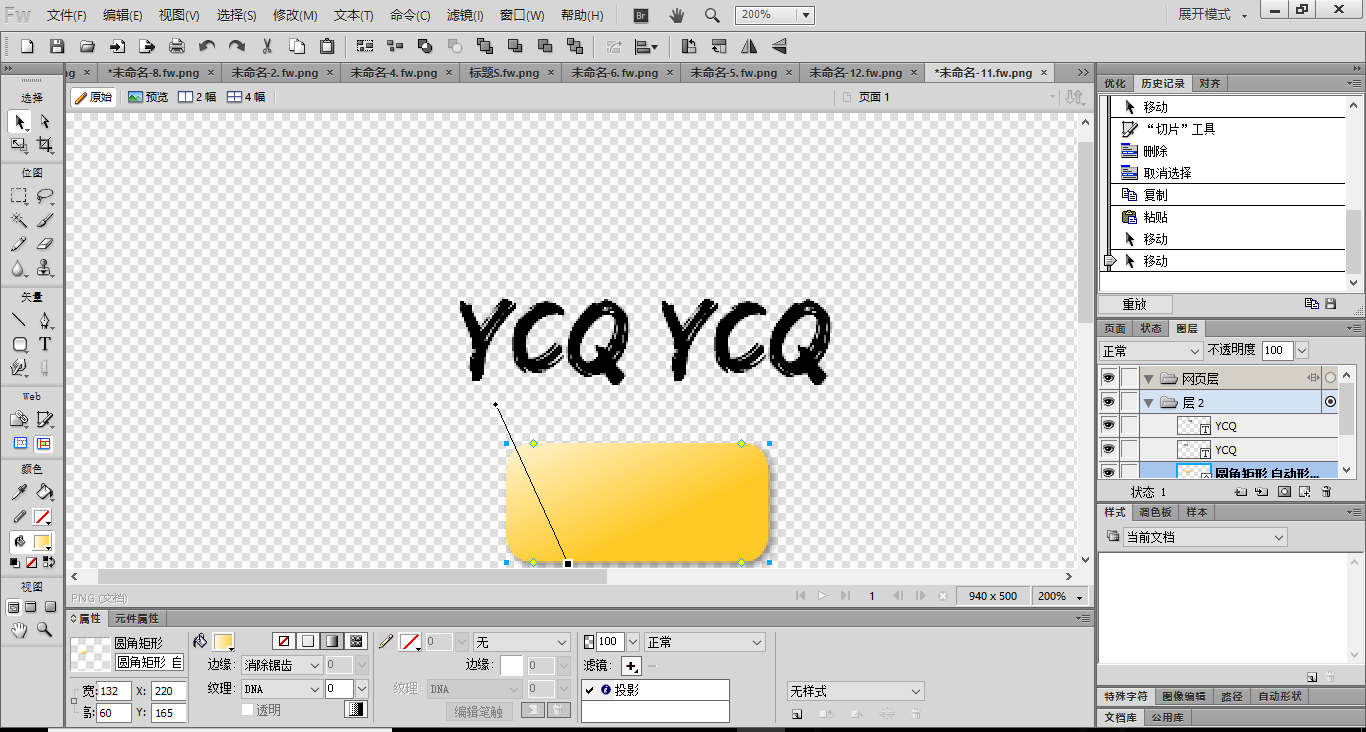 Fw 文件(F) 编辑(E) 视图(V) 选择(S) 修改(M) 文本(T) 命令(C) 滤镜(I) 窗口(W) 帮助(H) Br 200% 展开模式
ng × *未命名-8.fw.png × 未命名-2.fw.png × 未命名-4.fw.png × 标题S.fw.png × 未命名-6.fw.png × 未命名-5.fw.png × 未命名-12.fw.png × *未命名-11.fw.png ×
原始 预览 2 幅 4 幅 页面 1
选择
位图
矢量
Web
颜色
视图
YCQ YCQ
PNG (文档) 1 940 x 500 200%
优化 历史记录 对齐
移动
“切片”工具
删除
取消选择
复制
粘贴
移动
移动
重放
页面 状态 图层
正常 不透明度 100
网页层
层 2
YCQ
YCQ
圆角矩形 自动形...
状态 1
样式 调色板 样本
当前文档
特殊字符 图像编辑 路径 自动形状
文档库 公用库
属性 元件属性
圆角矩形
圆角矩形 自
宽: 132 X: 220
高: 60 Y: 165
边缘: 消除锯齿 0
纹理: DNA 0
透明
0 无
边缘: 0
纹理: DNA 0
编辑笔触
100 正常
滤镜:
投影
无样式